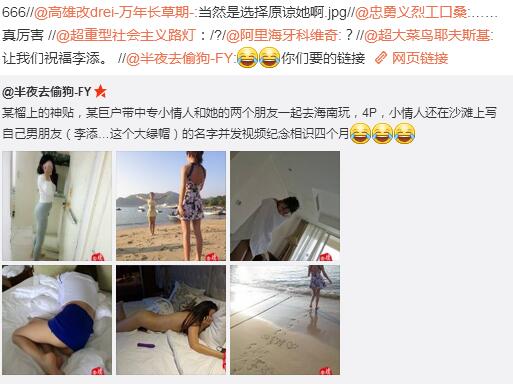 666//@高雄改drei-万年长草期-:当然是选择原谅她啊.jpg//@忠勇义烈工口桑:……
真厉害 //@超重型社会主义路灯：/?/@阿里海牙科维奇：？//@超大菜鸟耶夫斯基:
让我们祝福李添。 //@半夜去偷狗-FY:😂😂你们要的链接 网页链接
@半夜去偷狗-FY
某榴上的神贴，某巨户带中专小情人和她的两个朋友一起去海南玩，4P，小情人还在沙滩上写
自己男朋友（李添…这个大绿帽）的名字并发视频纪念相识四个月😂😂😂